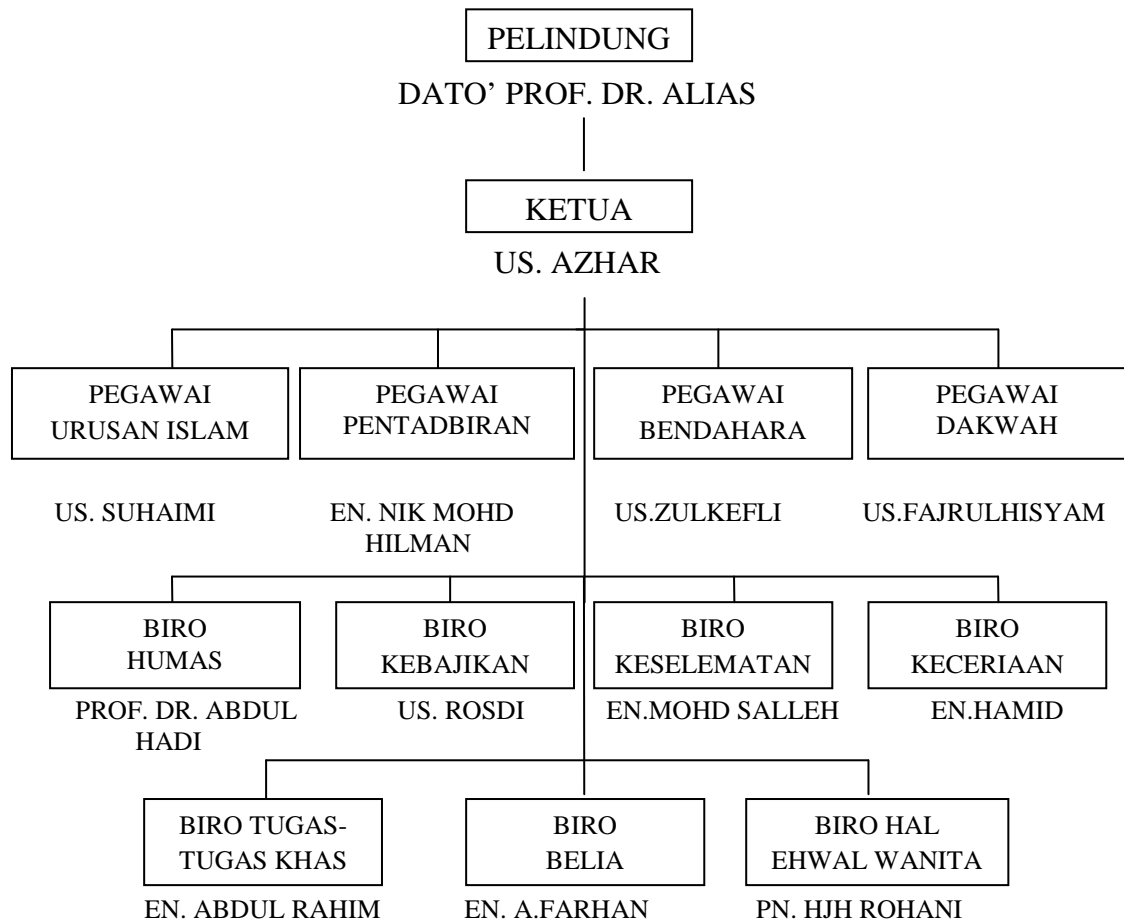 PELINDUNG
DATO’ PROF. DR. ALIAS
KETUA
US. AZHAR
PEGAWAI
URUSAN ISLAM
US. SUHAIMI
PEGAWAI
PENTADBIRAN
EN. NIK MOHD
HILMAN
PEGAWAI
BENDAHARA
US.ZULKEFLI
PEGAWAI
DAKWAH
US.FAJRULHISYAM
BIRO
HUMAS
PROF. DR. ABDUL
HADI
BIRO
KEBAJIKAN
US. ROSDI
BIRO
KESELEMATAN
EN.MOHD SALLEH
BIRO
KECERIAAN
EN.HAMID
BIRO TUGAS-
TUGAS KHAS
EN. ABDUL RAHIM
BIRO
BELIA
EN. A.FARHAN
BIRO HAL
EHWAL WANITA
PN. HJH ROHANI